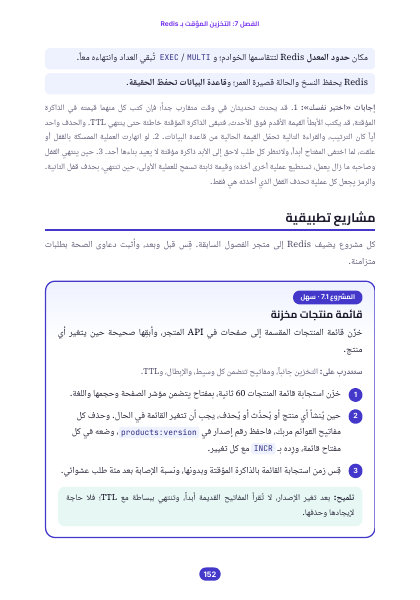 الفصل 7: التخزين المؤقت بـ Redis
مكان حدود المعدل Redis لتتقاسمها الخوادم؛ و MULTI / EXEC تُبقي العداد وانتهاءه معاً.
Redis يحفظ النسخ والحالة قصيرة العمر؛ وقاعدة البيانات تحفظ الحقيقة.
إجابات «اختبر نفسك»: 1. قد يحدث تحديثان في وقت متقارب جداً؛ فإن كتب كل منهما قيمته في الذاكرة
المؤقتة، قد يكتب الأبطأ القيمة الأقدم فوق الأحدث، فتبقى الذاكرة المؤقتة خاطئة حتى ينتهي TTL. والحذف واحد
أياً كان الترتيب، والقراءة التالية تحمّل القيمة الحالية من قاعدة البيانات. 2. لو انهارت العملية الممسكة بالقفل أو
علقت، لما اختفى المفتاح أبداً، ولانتظر كل طلب لاحق إلى الأبد ذاكرة مؤقتة لا يعيد بناءها أحد. 3. حين ينتهي القفل
وصاحبه ما زال يعمل، تستطيع عملية أخرى أخذه؛ وقيمة ثابتة تسمح للعملية الأولى، حين تنتهي، بحذف قفل الثانية.
والرمز يجعل كل عملية تحذف القفل الذي أخذته هي فقط.
مشاريع تطبيقية
كل مشروع يضيف Redis إلى متجر الفصول السابقة. قِس قبل وبعد، وأثبت دعاوى الصحة بطلبات
متزامنة.
المشروع 7.1 · سهل
قائمة منتجات مخزنة
خزّن قائمة المنتجات المقسمة إلى صفحات في API المتجر، وأبقِها صحيحة حين يتغير أي
منتج.
ستتدرب على: التخزين جانباً، ومفاتيح تتضمن كل وسيط، والإبطال، وTTL.
1 خزّن استجابة قائمة المنتجات 60 ثانية، بمفتاح يتضمن مؤشر الصفحة وحجمها واللغة.
2 حين يُنشأ أي منتج أو يُحدَّث أو يُحذف، يجب أن تتغير القائمة في الحال. وحذف كل
مفاتيح القوائم مربك، فاحفظ رقم إصدار في products:version، وضعه في كل
مفتاح قائمة، وزِده بـ INCR مع كل تغيير.
3 قِس زمن استجابة القائمة بالذاكرة المؤقتة وبدونها، ونسبة الإصابة بعد مئة طلب عشوائي.
تلميح: بعد تغير الإصدار، لا تُقرأ المفاتيح القديمة أبداً، وتنتهي ببساطة مع TTL؛ فلا حاجة
لإيجادها وحذفها.
152